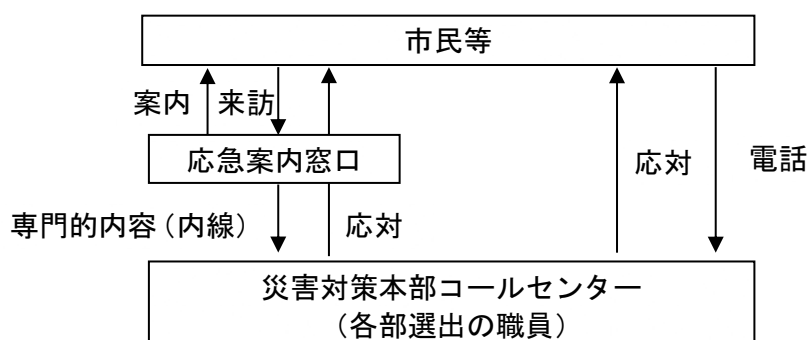 市民等
案内
来訪
応急案内窓口
応対
電話
専門的内容（内線）
応対
災害対策本部コールセンター
（各部選出の職員）